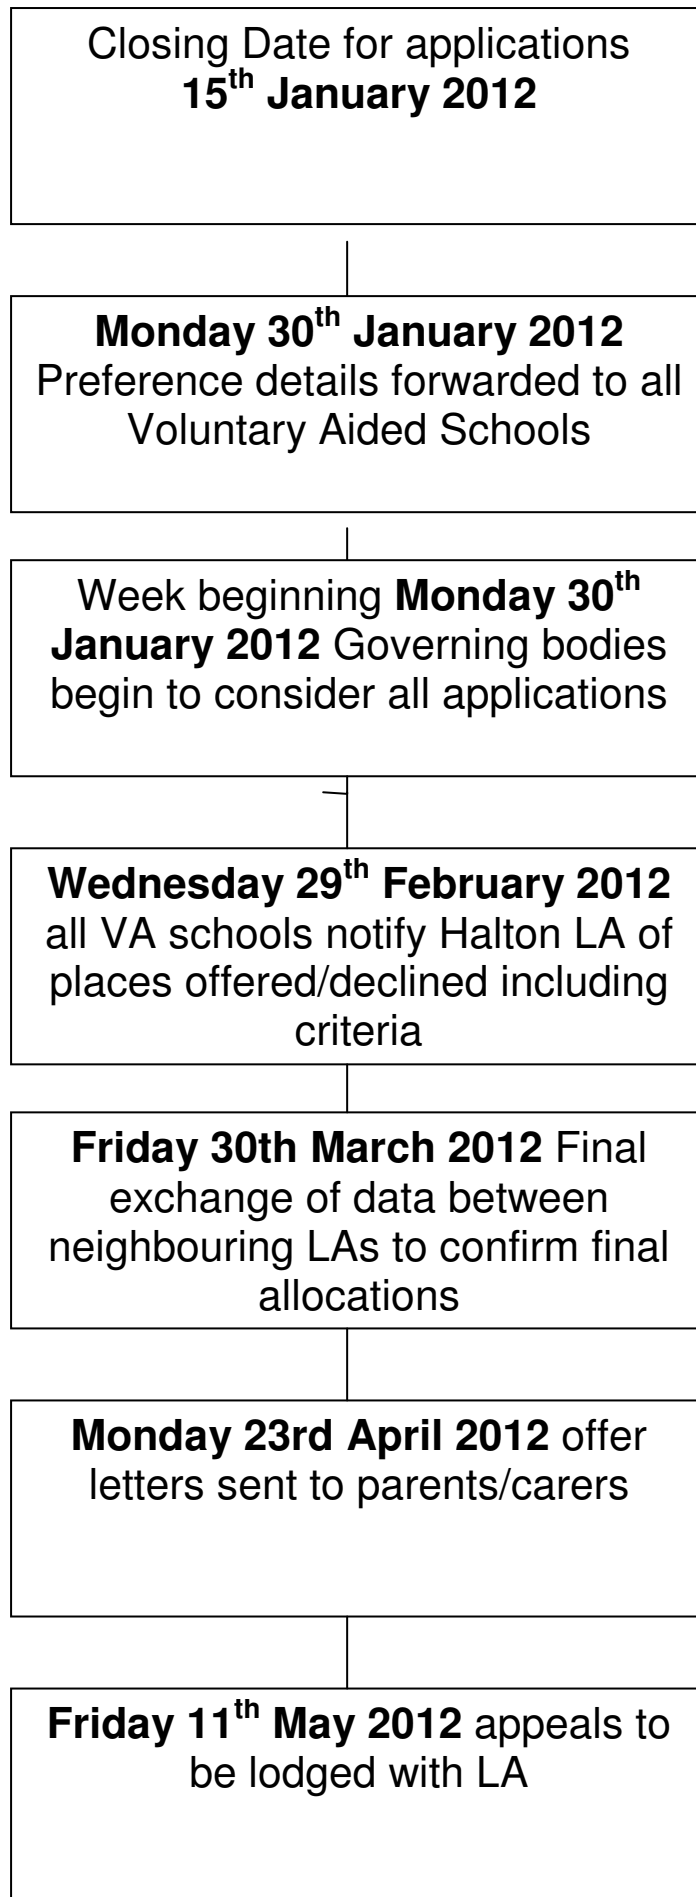 Closing Date for applications
15th January 2012
Monday 30th January 2012
Preference details forwarded to all
Voluntary Aided Schools
Week beginning Monday 30th
January 2012 Governing bodies
begin to consider all applications
Wednesday 29th February 2012
all VA schools notify Halton LA of
places offered/declined including
criteria
Friday 30th March 2012 Final
exchange of data between
neighbouring LAs to confirm final
allocations
Monday 23rd April 2012 offer
letters sent to parents/carers
Friday 11th May 2012 appeals to
be lodged with LA